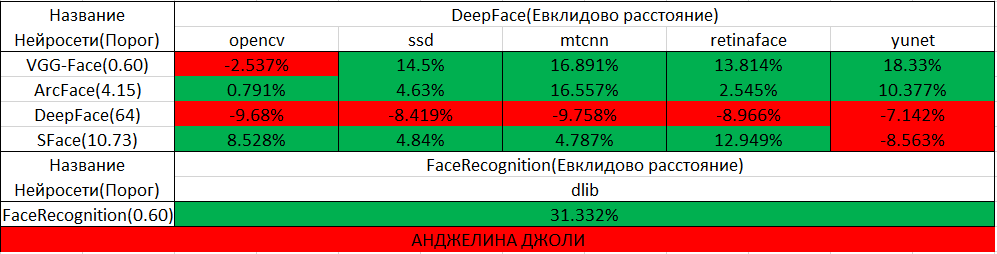 Название
Нейросети(Порог)
DeepFace(Евклидово расстояние)
opencv ssd mtcnn retinaface yunet
VGG-Face(0.60) -2.537% 14.5% 16.891% 13.814% 18.33%
ArcFace(4.15) 0.791% 4.63% 16.557% 2.545% 10.377%
DeepFace(64) -9.68% -8.419% -9.758% -8.966% -7.142%
SFace(10.73) 8.528% 4.84% 4.787% 12.949% -8.563%
Название
Нейросети(Порог)
FaceRecognition(Евклидово расстояние)
dlib
FaceRecognition(0.60) 31.332%
АНДЖЕЛИНА ДЖОЛИ